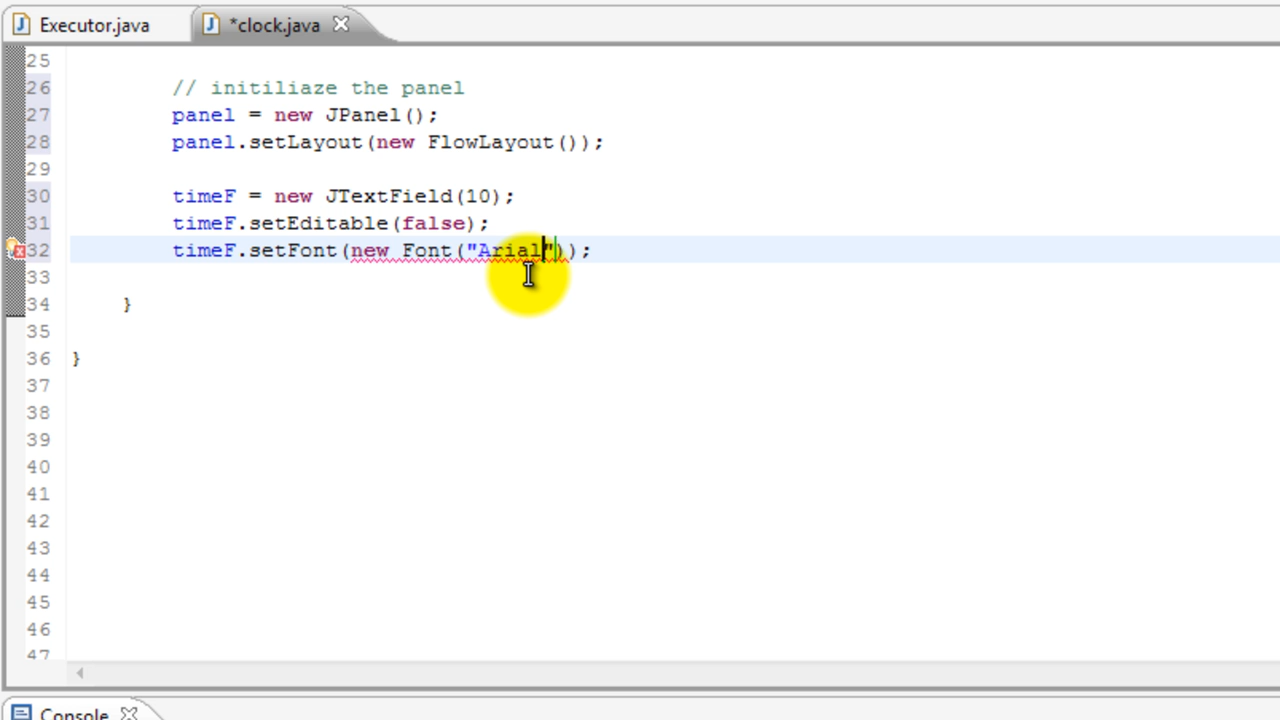 Executor.java *clock.java
25
26 // initiliaze the panel
27 panel = new JPanel();
28 panel.setLayout(new FlowLayout());
29
30 timeF = new JTextField(10);
31 timeF.setEditable(false);
32 timeF.setFont(new Font("Arial"));
33
34 }
35
36 }
37
38
39
40
41
42
43
44
45
46
47
Console